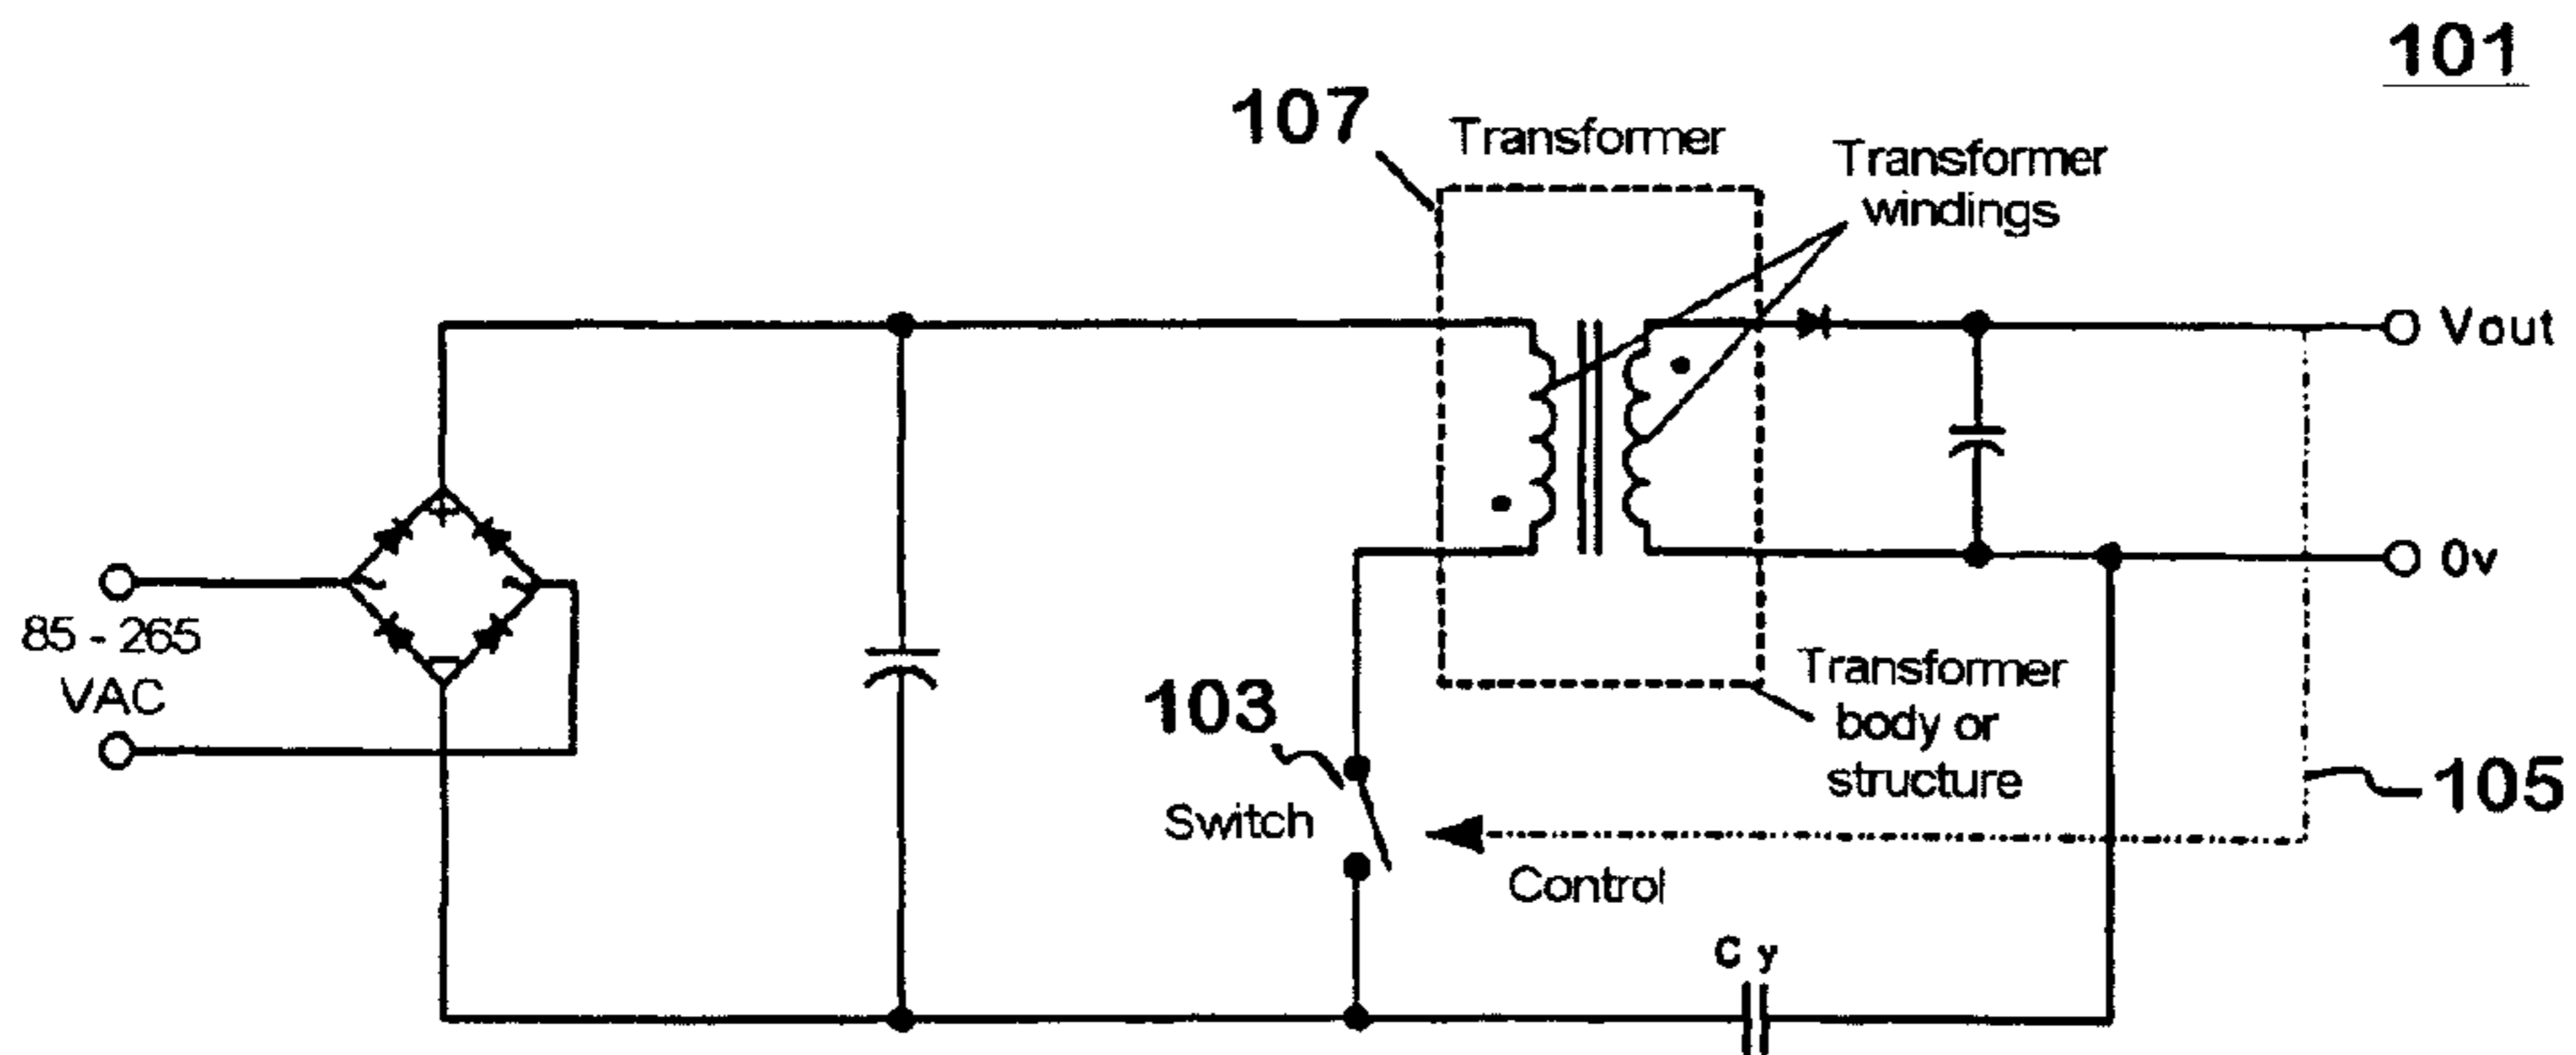 101
107
Transformer
Transformer
windings
Vout
0v
85 - 265
VAC
103
Switch
Transformer
body or
structure
105
Control
C y